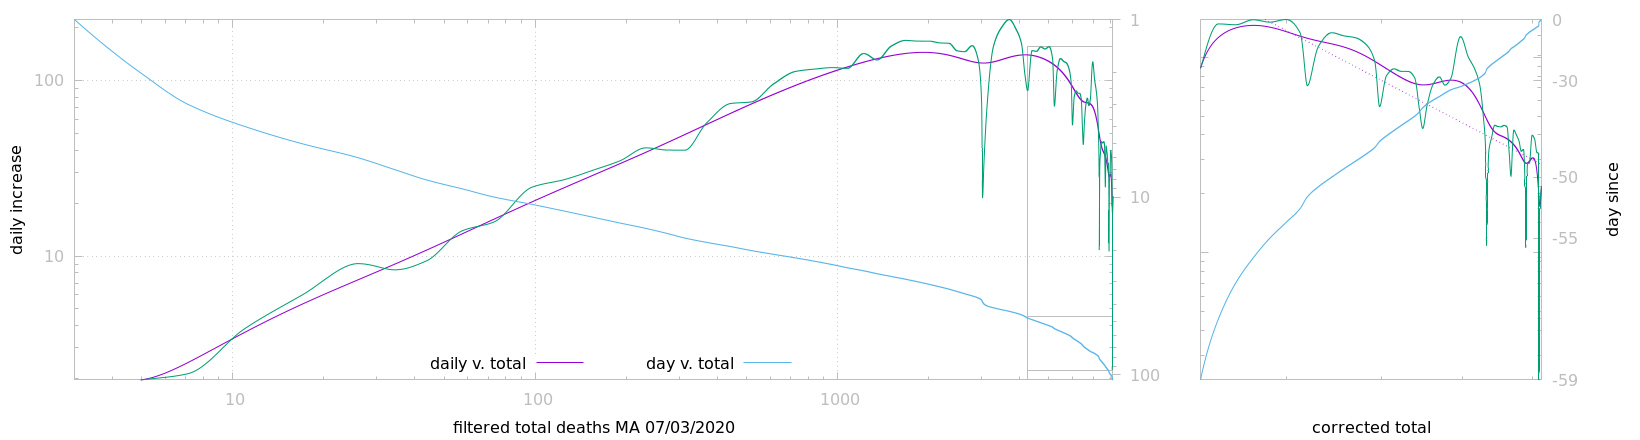 daily increase
100
10
daily v. total
day v. total
10
100
1000
filtered total deaths MA 07/03/2020
1
10
100
0
-30
-50
-55
-59
day since
corrected total